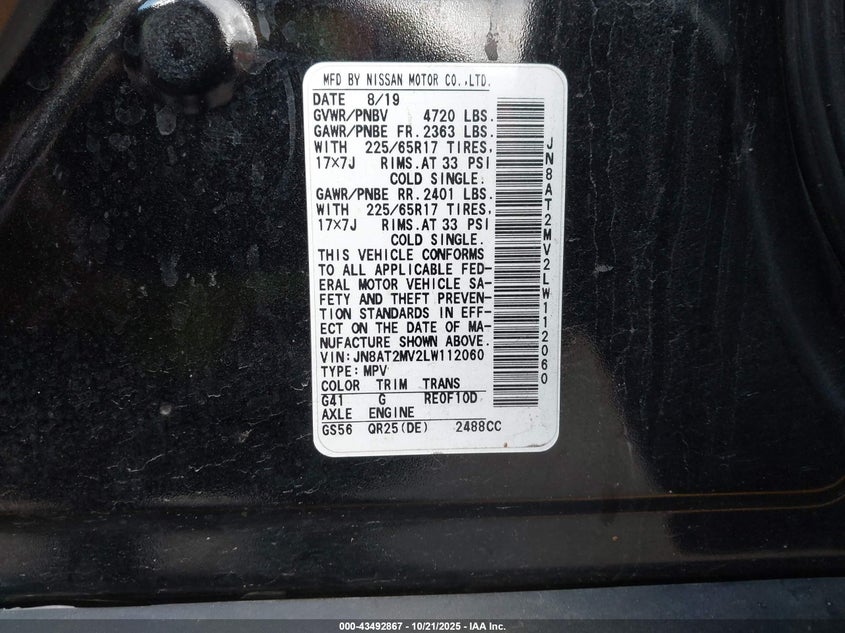 MFD BY NISSAN MOTOR CO.,LTD.
DATE 8/19
GVWR/PNBV 4720 LBS.
GAWR/PNBE FR.2363 LBS.
WITH 225/65R17 TIRES.
17×7J RIMS.AT 33 PSI
COLD SINGLE.
GAWR/PNBE RR.2401 LBS.
WITH 225/65R17 TIRES.
17×7J RIMS.AT 33 PSI
COLD SINGLE.
THIS VEHICLE CONFORMS
TO ALL APPLICABLE FED-
ERAL MOTOR VEHICLE SA-
FETY AND THEFT PREVEN-
TION STANDARDS IN EFF-
ECT ON THE DATE OF MA-
NUFACTURE SHOWN ABOVE.
VIN:JN8AT2MV2LW112060
TYPE:MPV
COLOR TRIM TRANS
G41 G RE0F10D
AXLE ENGINE
GS56 QR25(DE) 2488CC
JN8AT2MV2LW112060
000-43492867 - 10/21/2025 - IAA Inc.